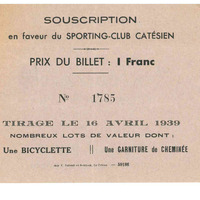 SOUSCRIPTION
en faveur du SPORTING-CLUB CATÉSIEN
PRIX DU BILLET : 1 Franc
N° 1785
TIRAGE LE 16 AVRIL 1939
NOMBREUX LOTS DE VALEUR DONT :
Une BICYCLETTE || Une GARNITURE de CHEMINÉE